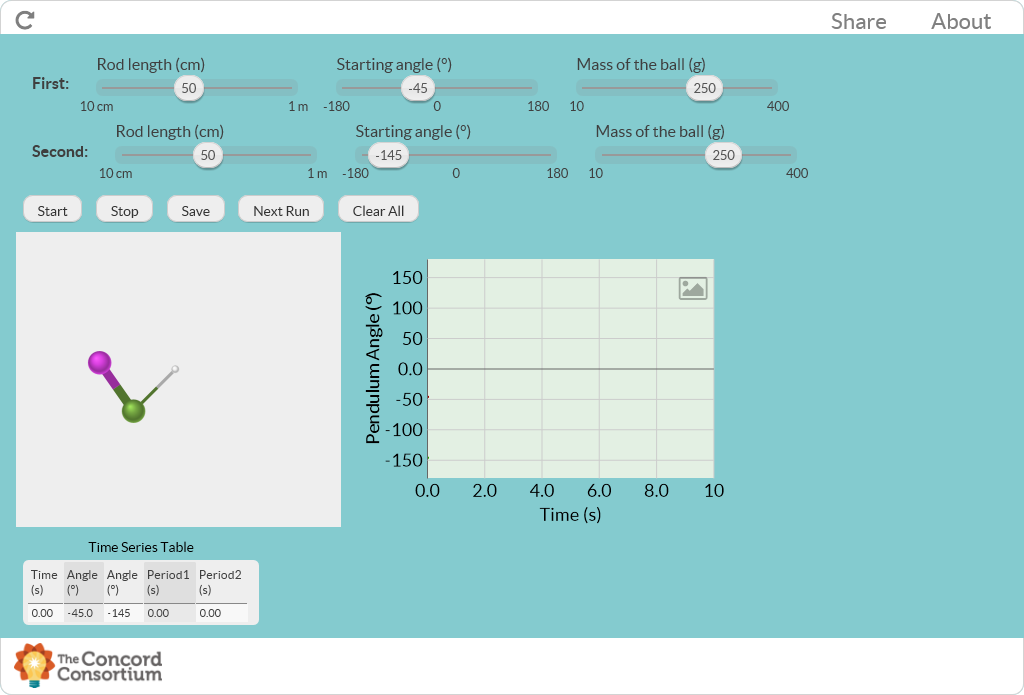 Share About
Rod length (cm) Starting angle (º) Mass of the ball (g)
First: 50 -45 250
10 cm 1 m -180 0 180 10 400
Rod length (cm) Starting angle (º) Mass of the ball (g)
Second: 50 -145 250
10 cm 1 m -180 0 180 10 400
Start Stop Save Next Run Clear All
Pendulum Angle (º)
150
100
50
0.0
-50
-100
-150
0.0 2.0 4.0 6.0 8.0 10
Time (s)
Time Series Table
Time Angle Angle Period1 Period2
(s) (º) (º) (s) (s)
0.00 -45.0 -145 0.00 0.00
The Concord
Consortium